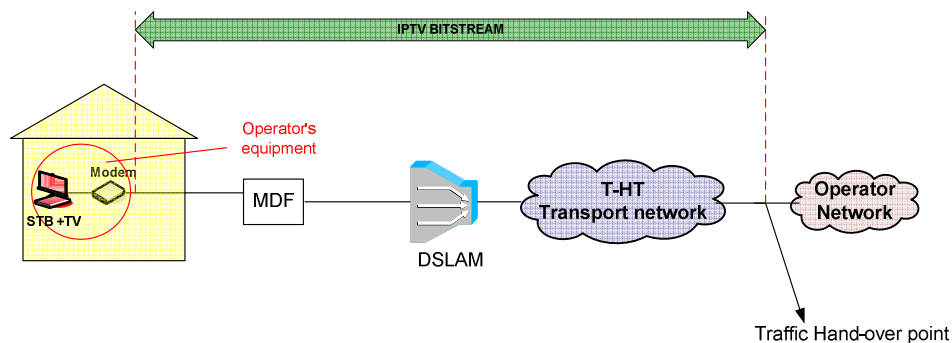 IPTV BITSTREAM
Operator's
equipment
Modem
STB +TV
MDF
DSLAM
T-HT
Transport network
Operator
Network
Traffic Hand-over point